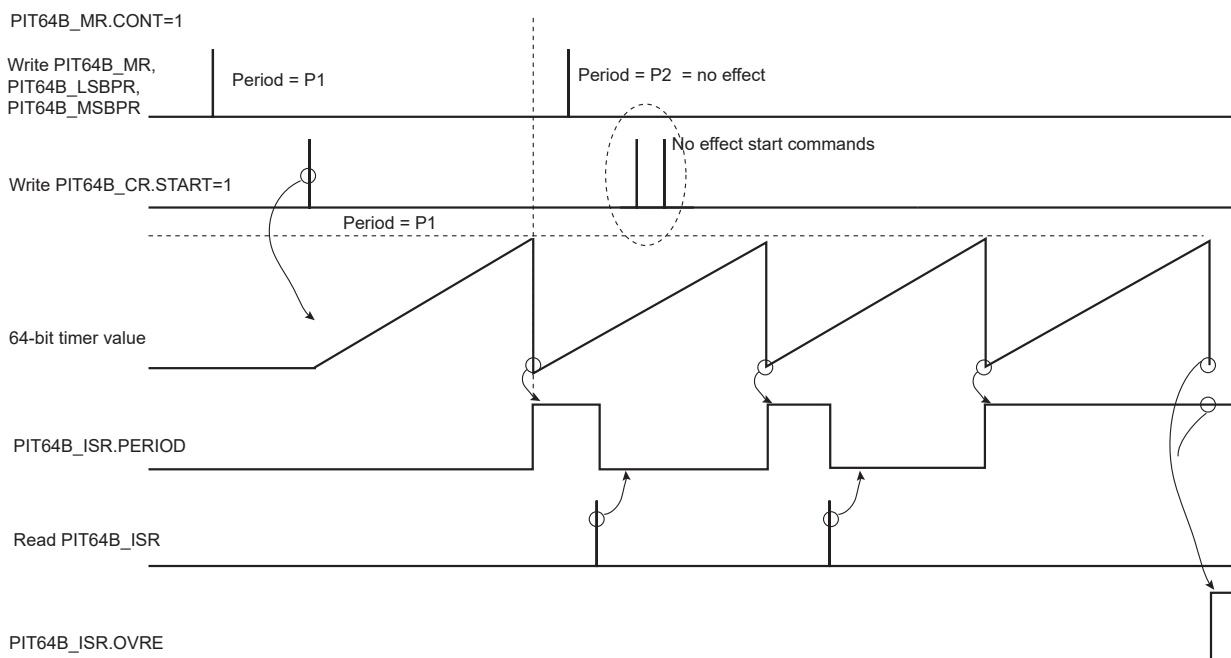 PIT64B_MR.CONT=1
Write PIT64B_MR,
PIT64B_LSBPR,
PIT64B_MSBPR
Period = P1
Period = P2 = no effect
No effect start commands
Write PIT64B_CR.START=1
Period = P1
64-bit timer value
PIT64B_ISR.PERIOD
Read PIT64B_ISR
PIT64B_ISR.OVRE